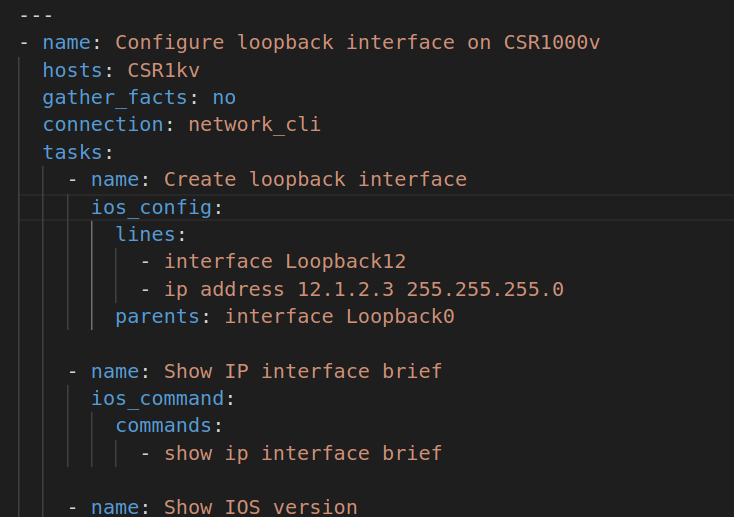 ---
- name: Configure loopback interface on CSR1000v
  hosts: CSR1kv
  gather_facts: no
  connection: network_cli
  tasks:
    - name: Create loopback interface
      ios_config:
        lines:
          - interface Loopback12
          - ip address 12.1.2.3 255.255.255.0
        parents: interface Loopback0
    - name: Show IP interface brief
      ios_command:
        commands:
          - show ip interface brief
    - name: Show IOS version